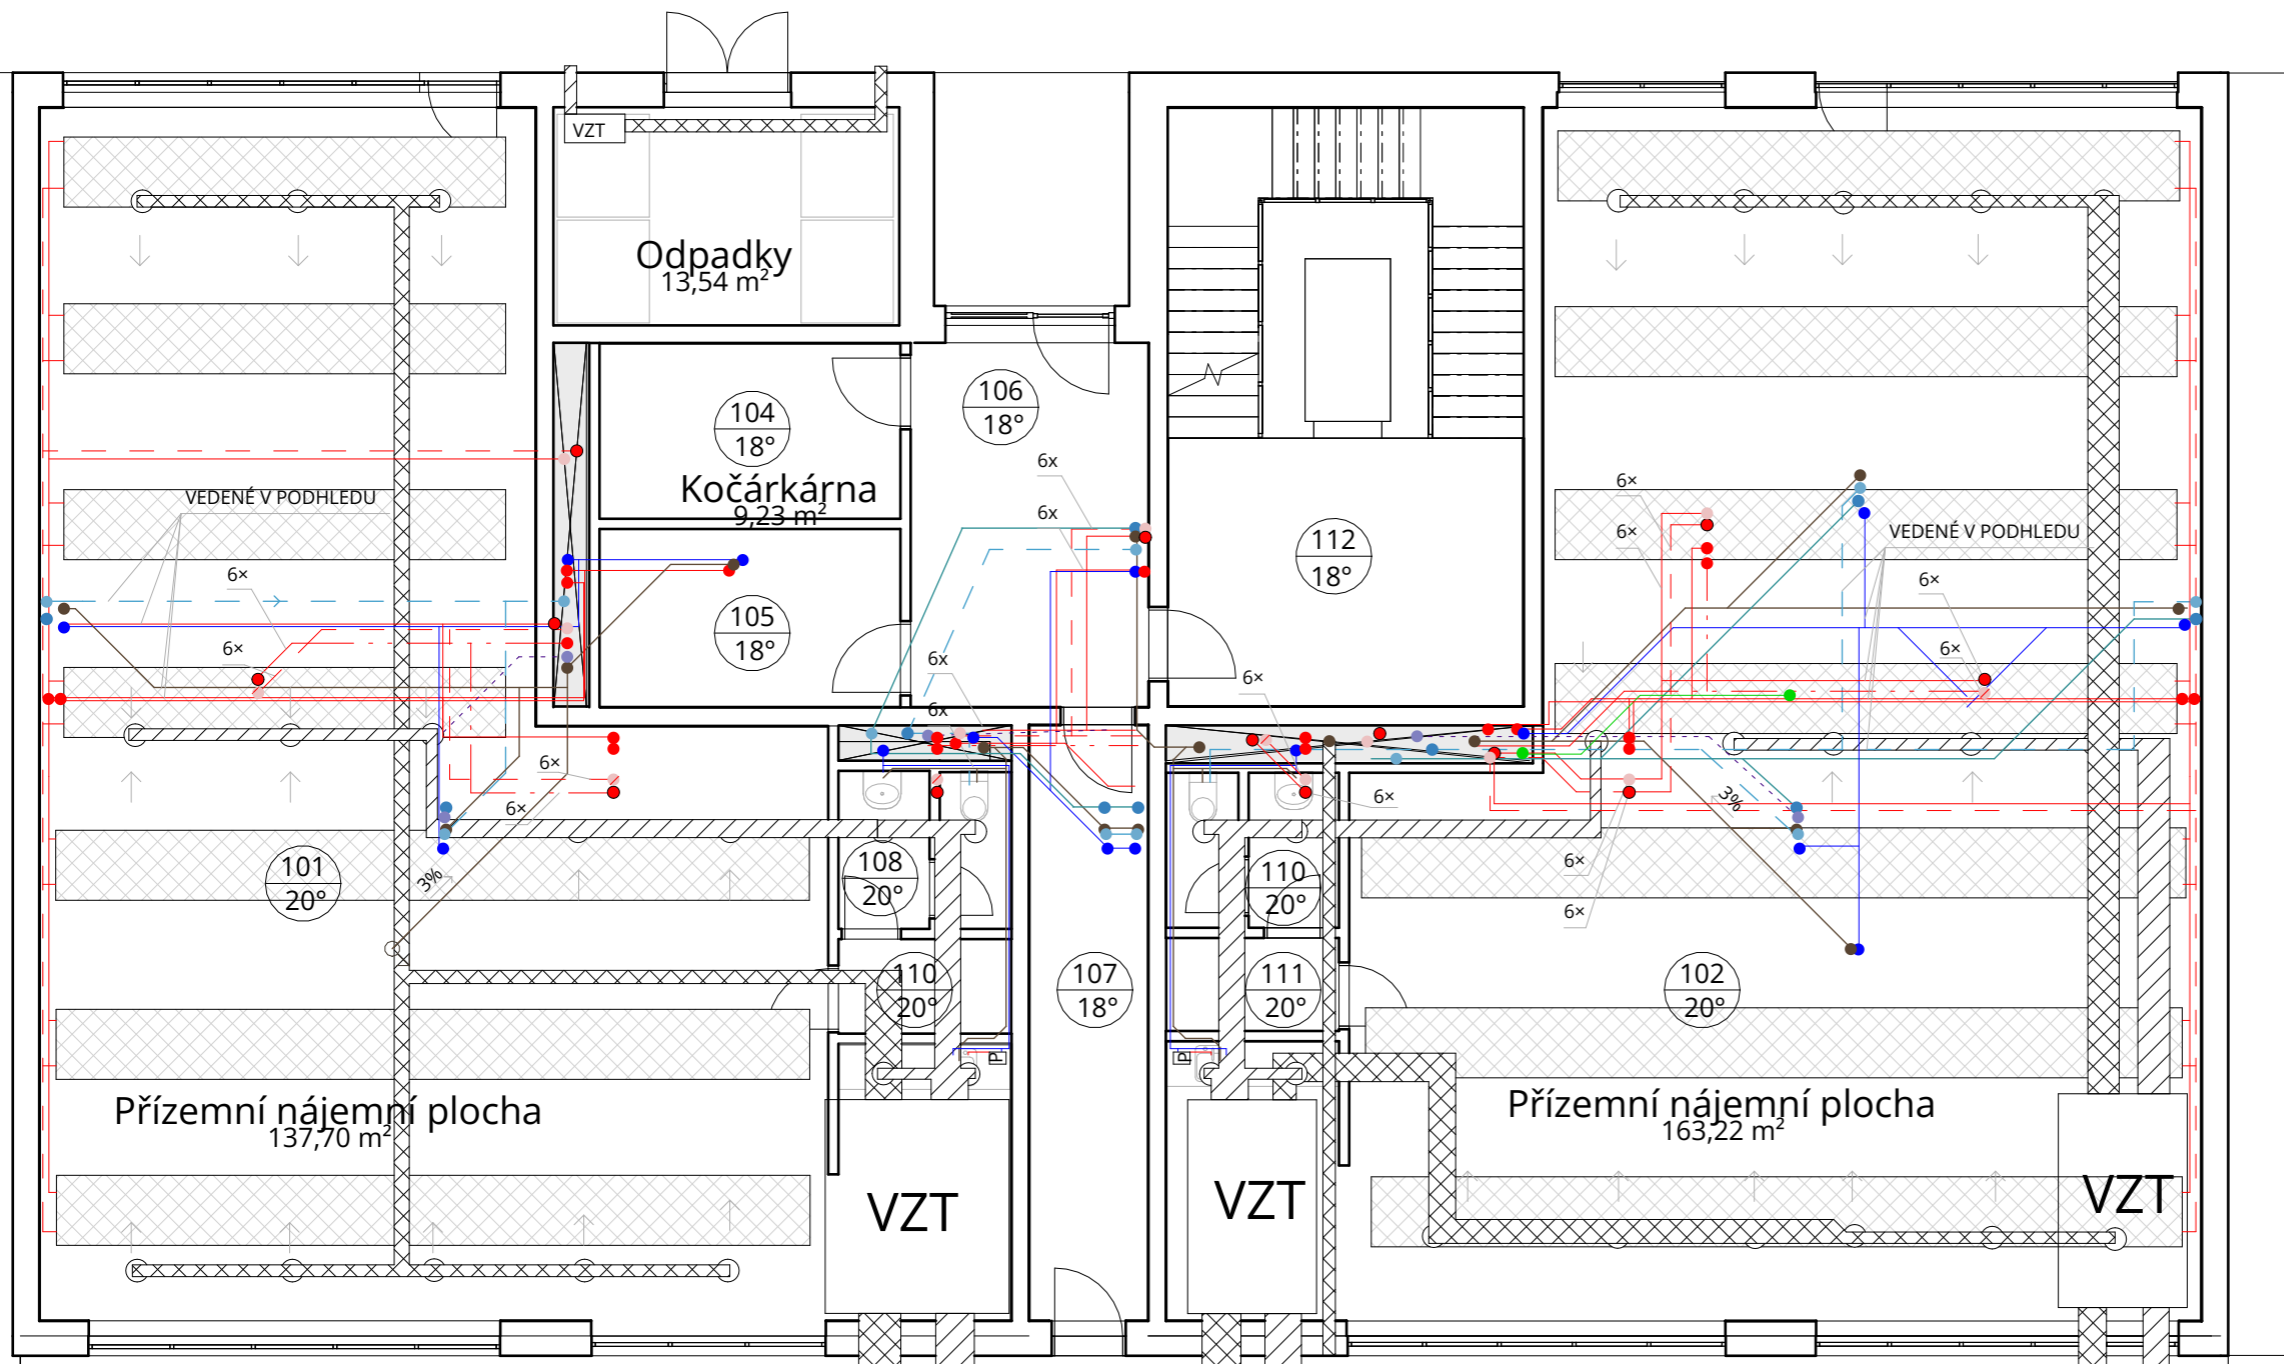 VZT
Odpadky
13,54 m²
104
18°
106
18°
Kočárkárna
9,23 m²
6x
6x
VEDENÉ V PODHLEDU
6×
6×
112
18°
105
18°
6×
6×
VEDENÉ V PODHLEDU
6×
6×
6x
6x
6×
6×
6×
6×
3%
6×
6×
3%
101
20°
108
20°
110
20°
110
20°
107
18°
111
20°
102
20°
P
P
Přízemní nájemní plocha
137,70 m²
Přízemní nájemní plocha
163,22 m²
VZT
VZT
VZT